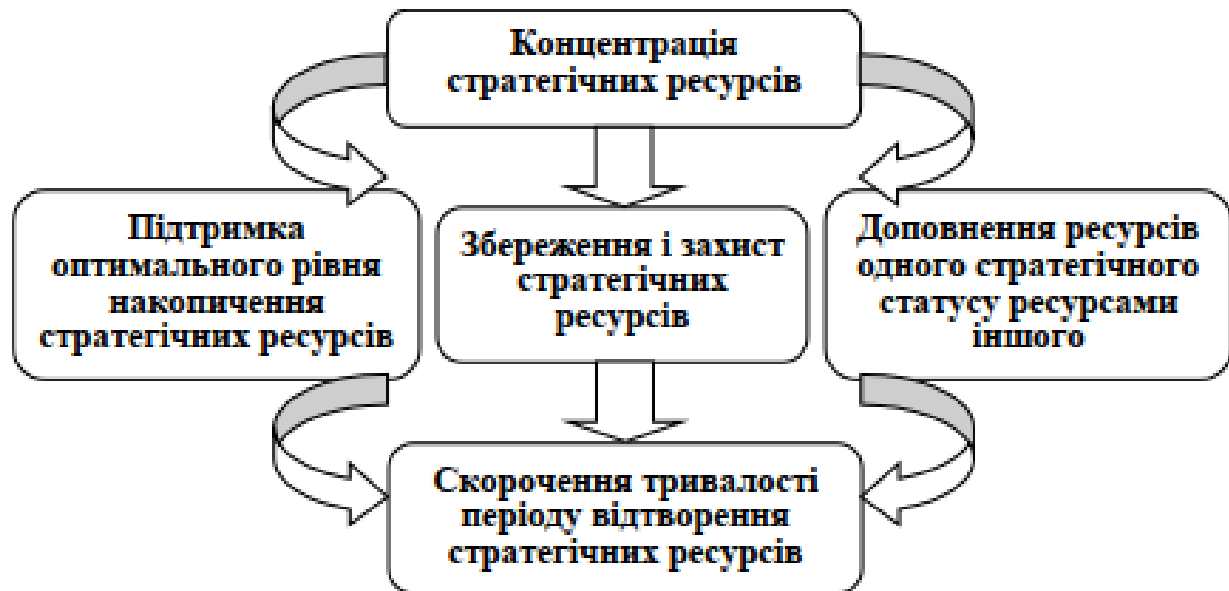 Концентрація
стратегічних ресурсів
Підтримка
оптимального рівня
накопичення
стратегічних ресурсів
Збереження і захист
стратегічних
ресурсів
Доповнення ресурсів
одного стратегічного
статусу ресурсами
іншого
Скорочення тривалості
періоду відтворення
стратегічних ресурсів